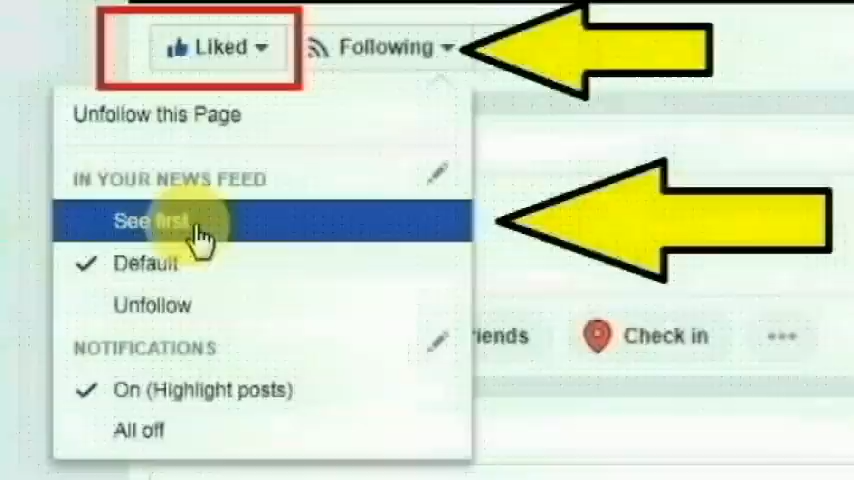 Liked Following
Unfollow this Page
IN YOUR NEWS FEED
See first
Default
Unfollow
iends Check in
NOTIFICATIONS
On (Highlight posts)
All off